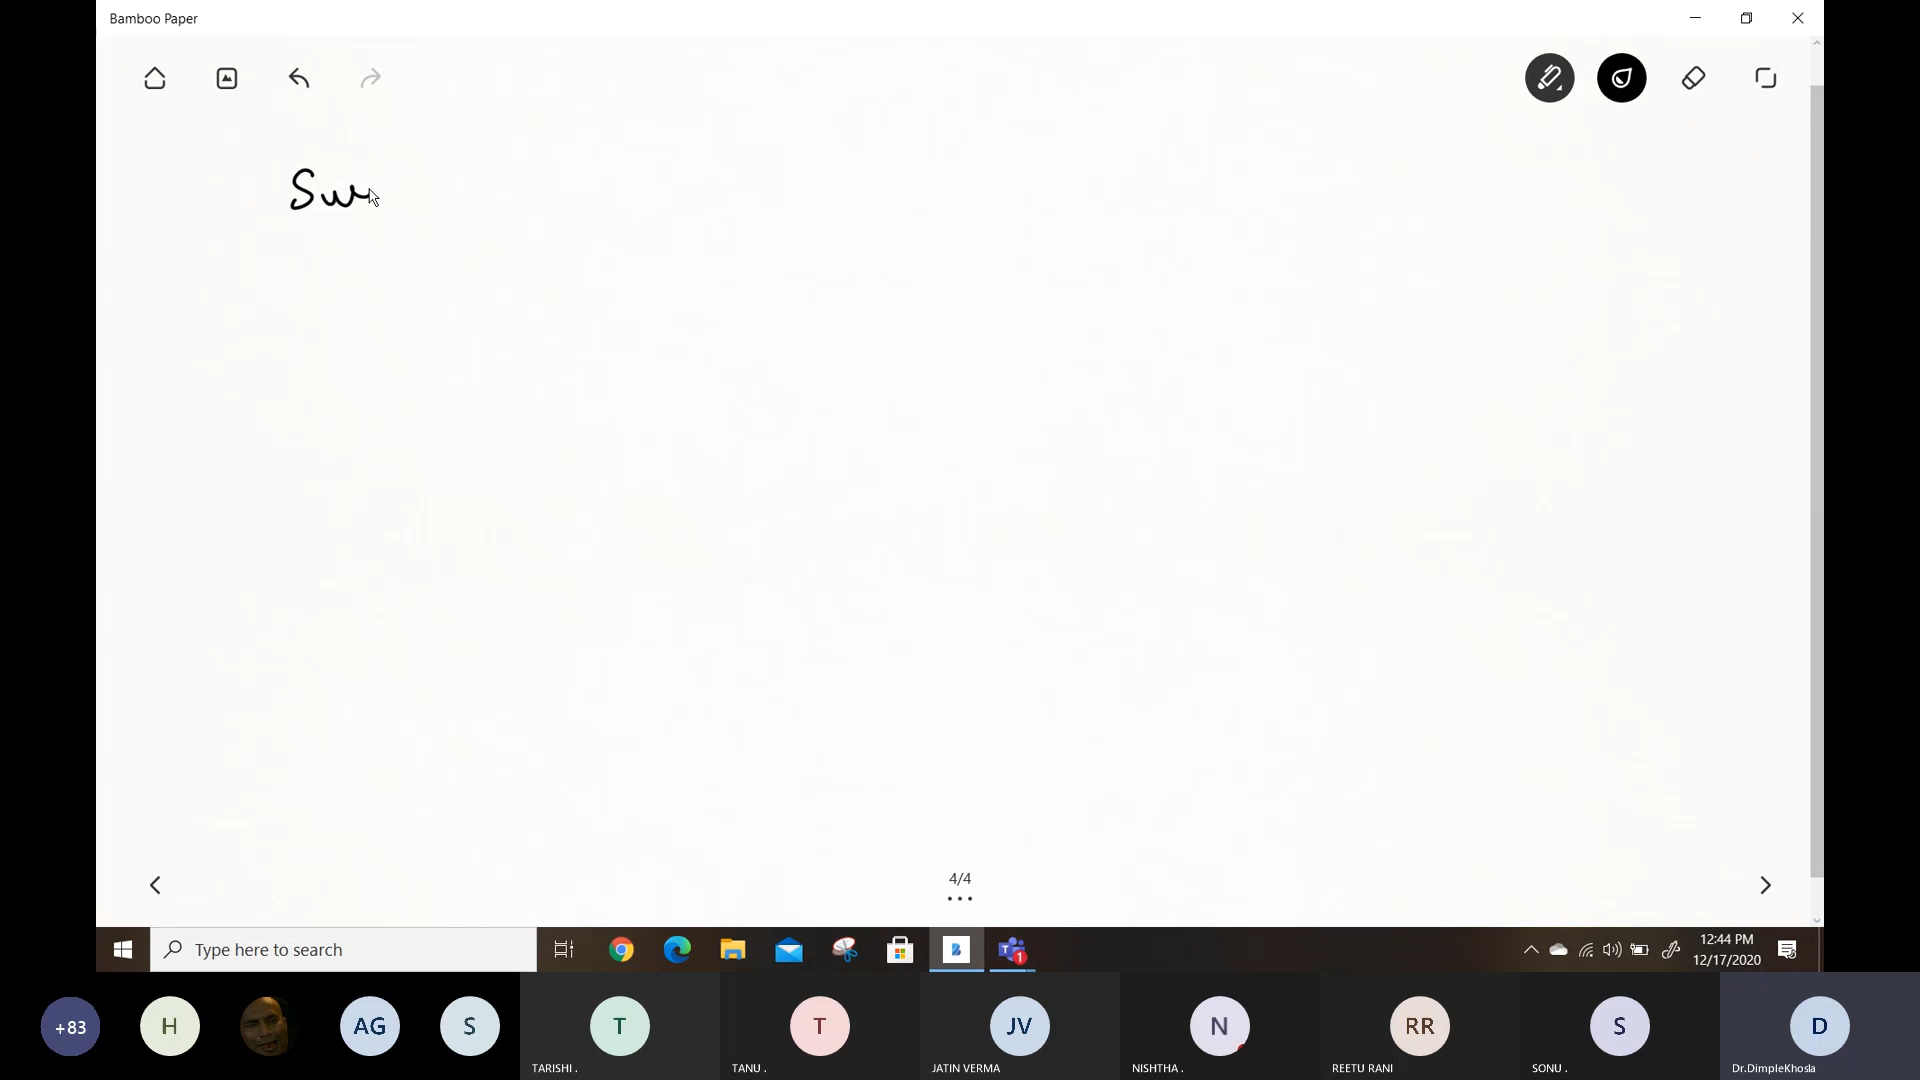 Bamboo Paper
Sw
4/4
Type here to search
12:44 PM
12/17/2020
+83
H
AG
S
T
TARISHI .
T
TANU .
JV
JATIN VERMA
N
NISHTHA .
RR
REETU RANI
S
SONU .
D
Dr.DimpleKhosla